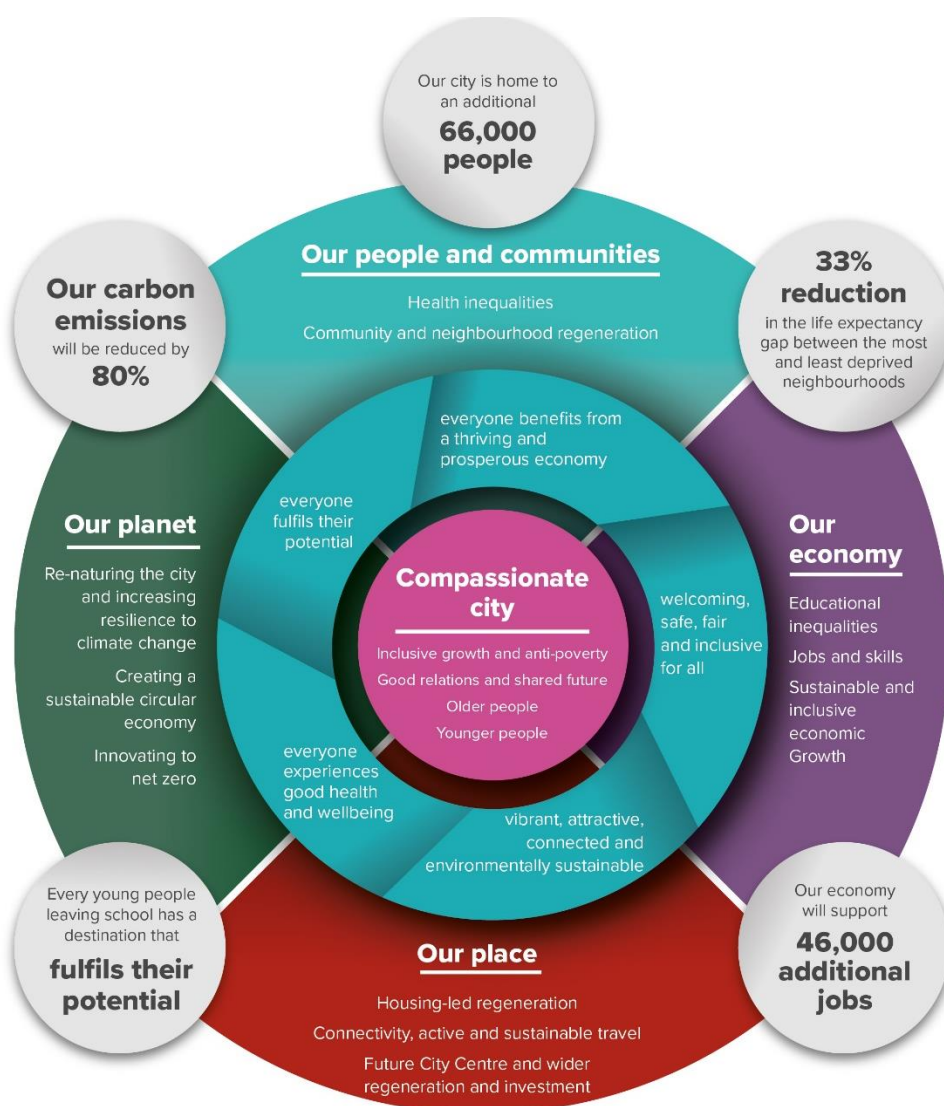 Our city is home to
an additional
66,000
people
Our people and communities
Health inequalities
Community and neighbourhood regeneration
Our carbon
emissions
will be reduced by
80%
33%
reduction
in the life expectancy
gap between the most
and least deprived
neighbourhoods
everyone benefits from
a thriving and
prosperous economy
everyone
fulfils their
potential
Our planet
Re-naturing the city
and increasing
resilience to
climate change
Creating a
sustainable circular
economy
Innovating to
net zero
Compassionate
city
Inclusive growth and anti-poverty
Good relations and shared future
Older people
Younger people
welcoming,
safe, fair
and inclusive
for all
Our
economy
Educational
inequalities
Jobs and skills
Sustainable and
inclusive
economic
Growth
everyone
experiences
good health
and wellbeing
vibrant, attractive,
connected and
environmentally sustainable
Every young people
leaving school has a
destination that
fulfils their
potential
Our place
Housing-led regeneration
Connectivity, active and sustainable travel
Future City Centre and wider
regeneration and investment
Our economy
will support
46,000
additional
jobs